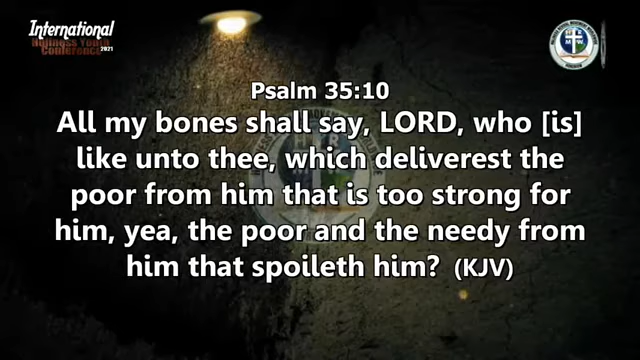 International
Holiness Youth
Conference 2021
Psalm 35:10
All my bones shall say, LORD, who [is]
like unto thee, which deliverest the
poor from him that is too strong for
him, yea, the poor and the needy from
him that spoileth him? (KJV)